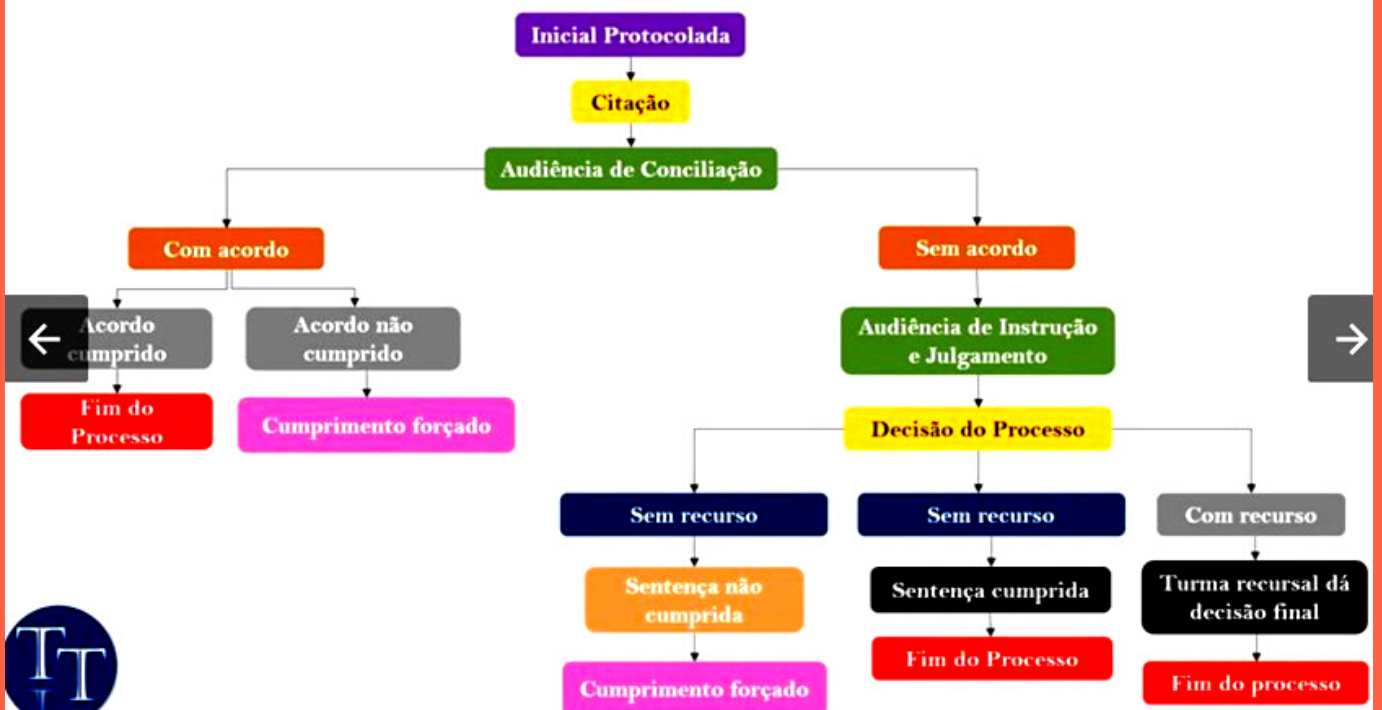 Inicial Protocolada
Citação
Audiência de Conciliação
Com acordo
Sem acordo
Acordo
cumprido
Acordo não
cumprido
Audiência de Instrução
e Julgamento
Fim do
Processo
Cumprimento forçado
Decisão do Processo
Sem recurso
Sem recurso
Com recurso
Sentença não
cumprida
Sentença cumprida
Turma recursal dá
decisão final
Cumprimento forçado
Fim do Processo
Fim do processo
TT